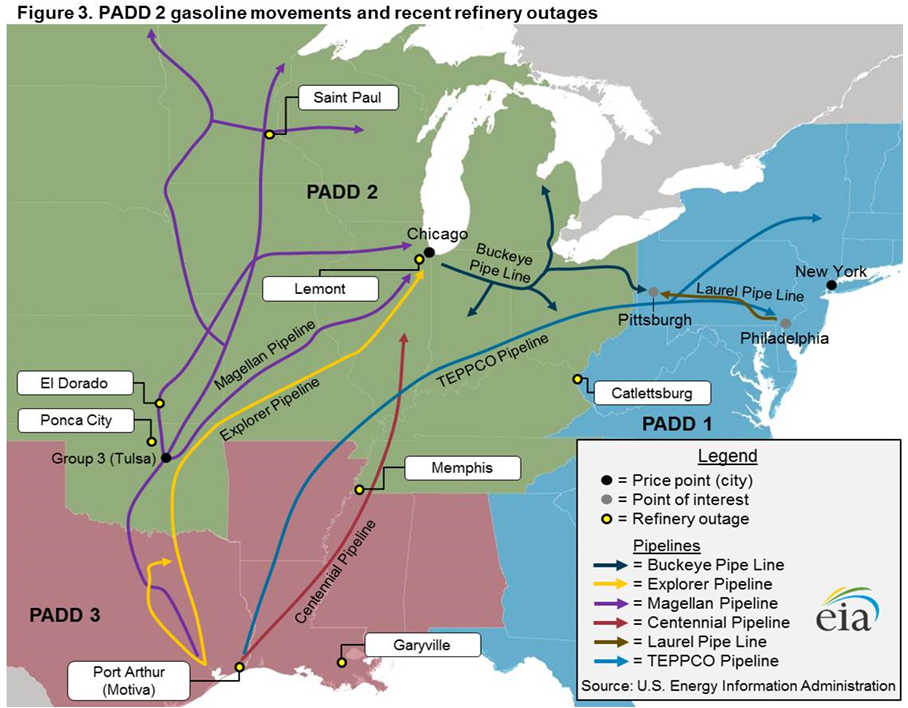 Figure 3. PADD 2 gasoline movements and recent refinery outages
Saint Paul
PADD 2
Chicago
Buckeye
Pipe Line
Lemont
New York
Laurel Pipe Line
Pittsburgh
Philadelphia
Magellan Pipeline
TEPPCO Pipeline
El Dorado
Explorer Pipeline
Catlettsburg
Ponca City
PADD 1
Group 3 (Tulsa)
Memphis
Centennial Pipeline
PADD 3
Garyville
Port Arthur
(Motiva)
Legend
= Price point (city)
= Point of interest
= Refinery outage
Pipelines
= Buckeye Pipe Line
= Explorer Pipeline
= Magellan Pipeline
= Centennial Pipeline
= Laurel Pipe Line
= TEPPCO Pipeline
eia
Source: U.S. Energy Information Administration